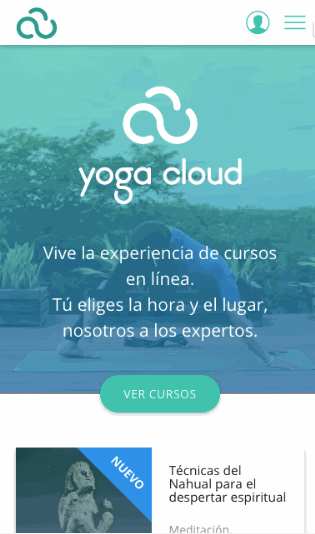 yoga cloud
Vive la experiencia de cursos
en línea.
Tú eliges la hora y el lugar,
nosotros a los expertos.
VER CURSOS
NUEVO
Técnicas del
Nahual para el
despertar espiritual
Meditación,